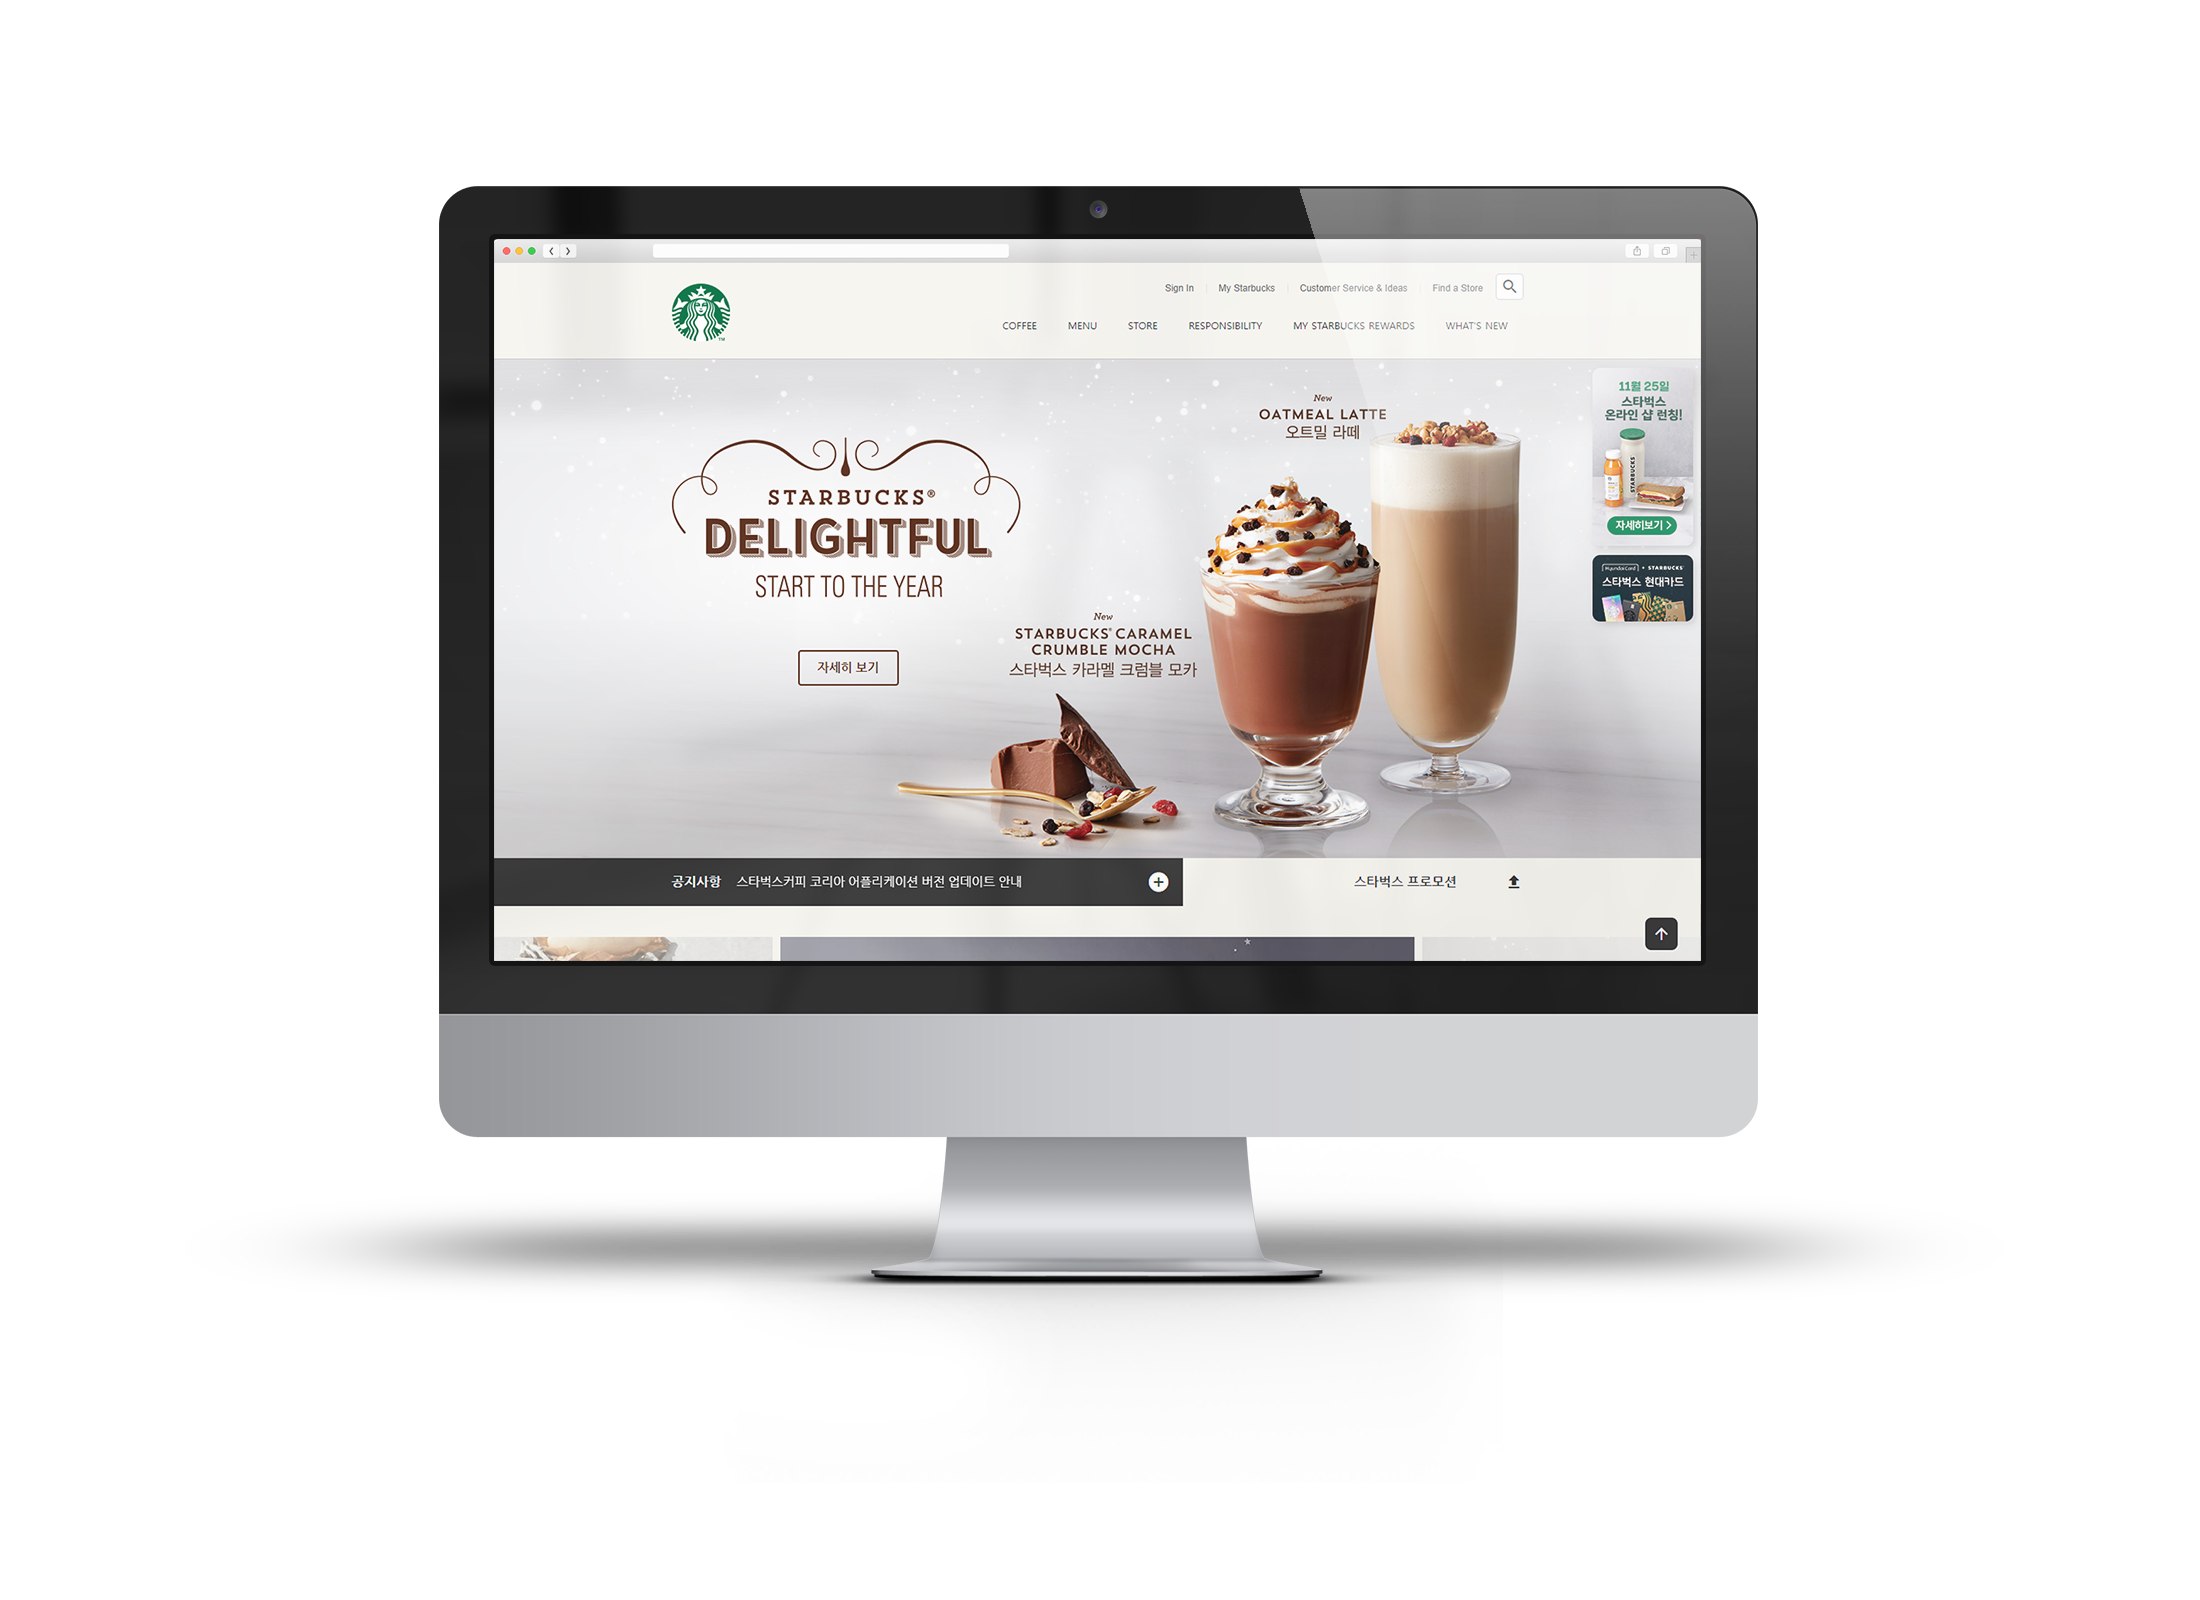 Sign In
My Starbucks
Customer Service & Ideas
Find a Store
COFFEE
MENU
STORE
RESPONSIBILITY
MY STARBUCKS REWARDS
WHAT'S NEW
TM
STARBUCKS®
DELIGHTFUL
START TO THE YEAR
자세히 보기
New
OATMEAL LATTE
오트밀 라떼
New
STARBUCKS® CARAMEL
CRUMBLE MOCHA
스타벅스 카라멜 크럼블 모카
11월 25일
스타벅스
온라인 샵 런칭!
STARBUCKS
자세히보기 >
HyundaiCard × STARBUCKS®
스타벅스 현대카드
공지사항 스타벅스커피 코리아 어플리케이션 버전 업데이트 안내
스타벅스 프로모션